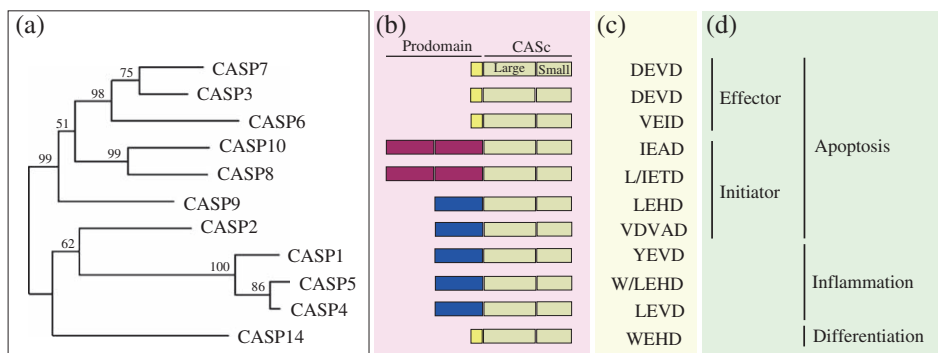 (a) (b) (c) (d)
Prodomain CASc
Large Small
75 CASP7 DEVD
98 CASP3 DEVD Effector
51 CASP6 VEID
CASP10 IEAD Apoptosis
99 99 CASP8 L/IETD Initiator
CASP9 LEHD
62 CASP2 VDVAD
CASP1 YEVD
100 CASP5 W/LEHD Inflammation
86 CASP4 LEVD
CASP14 WEHD Differentiation